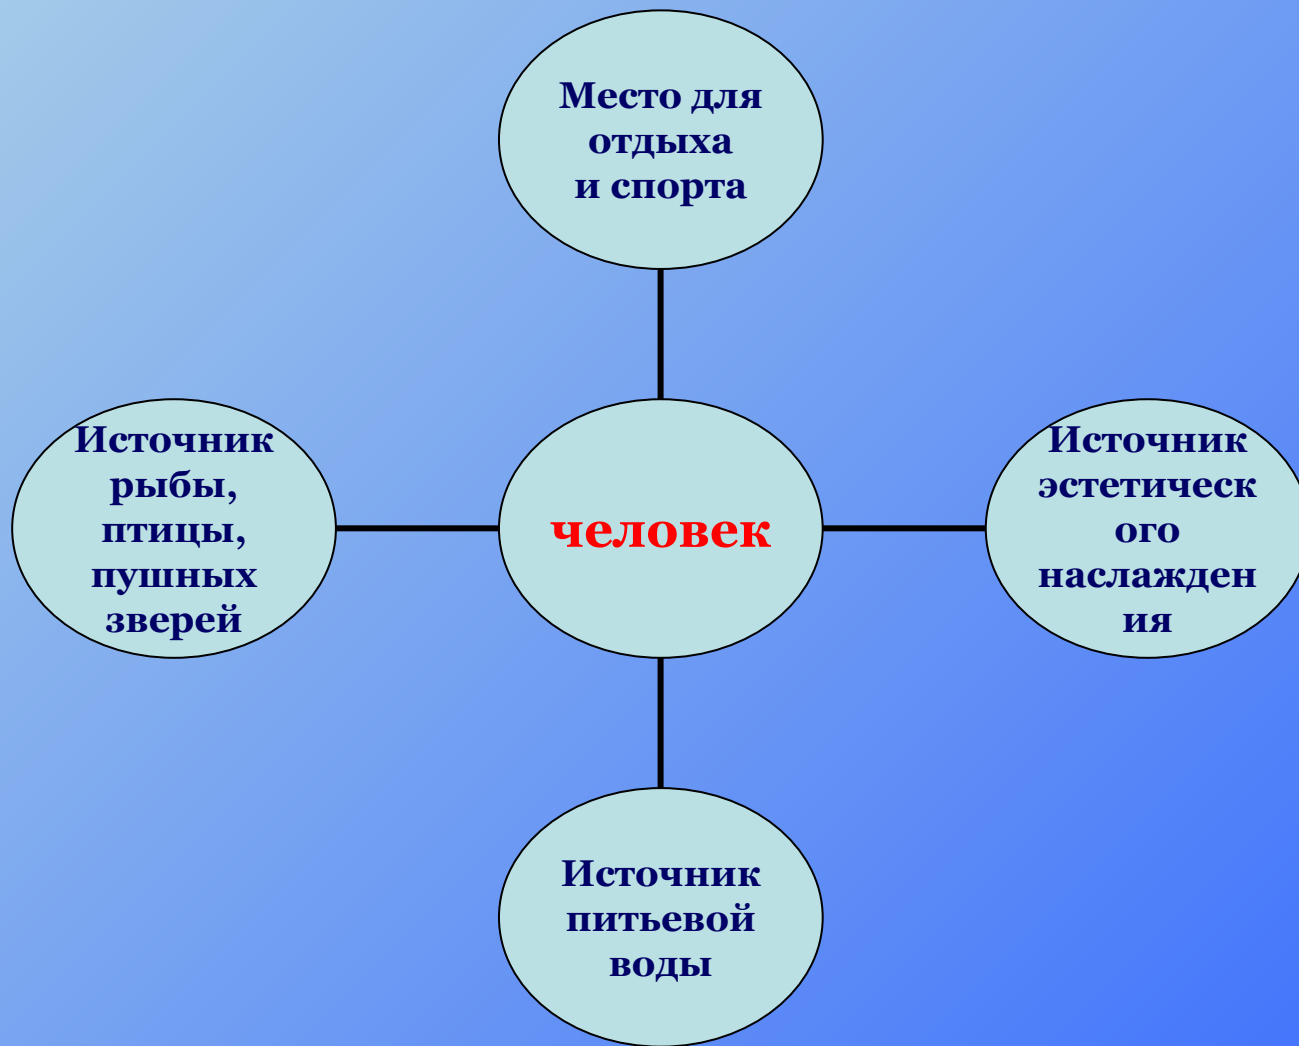 Место для
отдыха
и спорта
Источник
рыбы,
птицы,
пушных
зверей
человек
Источник
эстетическ
ого
наслажден
ия
Источник
питьевой
воды